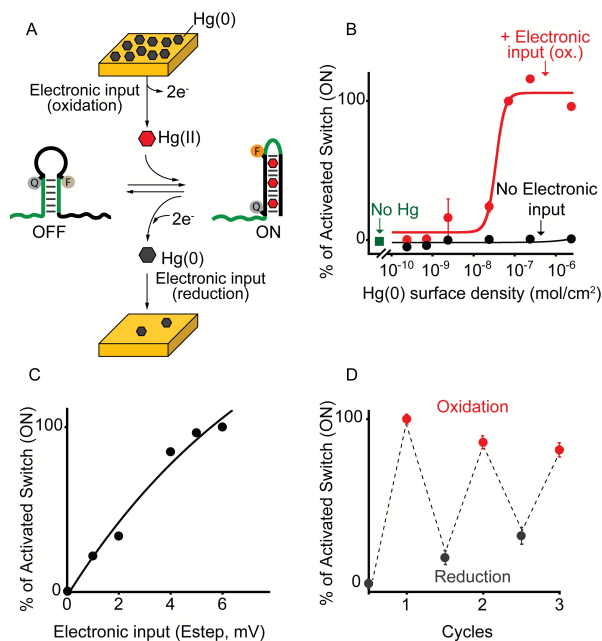 A
Hg(0)
Electronic input
(oxidation)
2e-
Hg(II)
Q
F
OFF
F
Q
ON
2e-
Hg(0)
Electronic input
(reduction)
B
% of Activeated Switch (ON)
100
0
+ Electronic
input (ox.)
No Hg
No Electronic
input
10-10
10-9
10-8
10-7
10-6
Hg(0) surface density (mol/cm2)
C
% of Activated Switch (ON)
100
0
0
2
4
6
Electronic input (Estep, mV)
D
% of Activated Switch (ON)
100
0
Oxidation
Reduction
1
2
3
Cycles